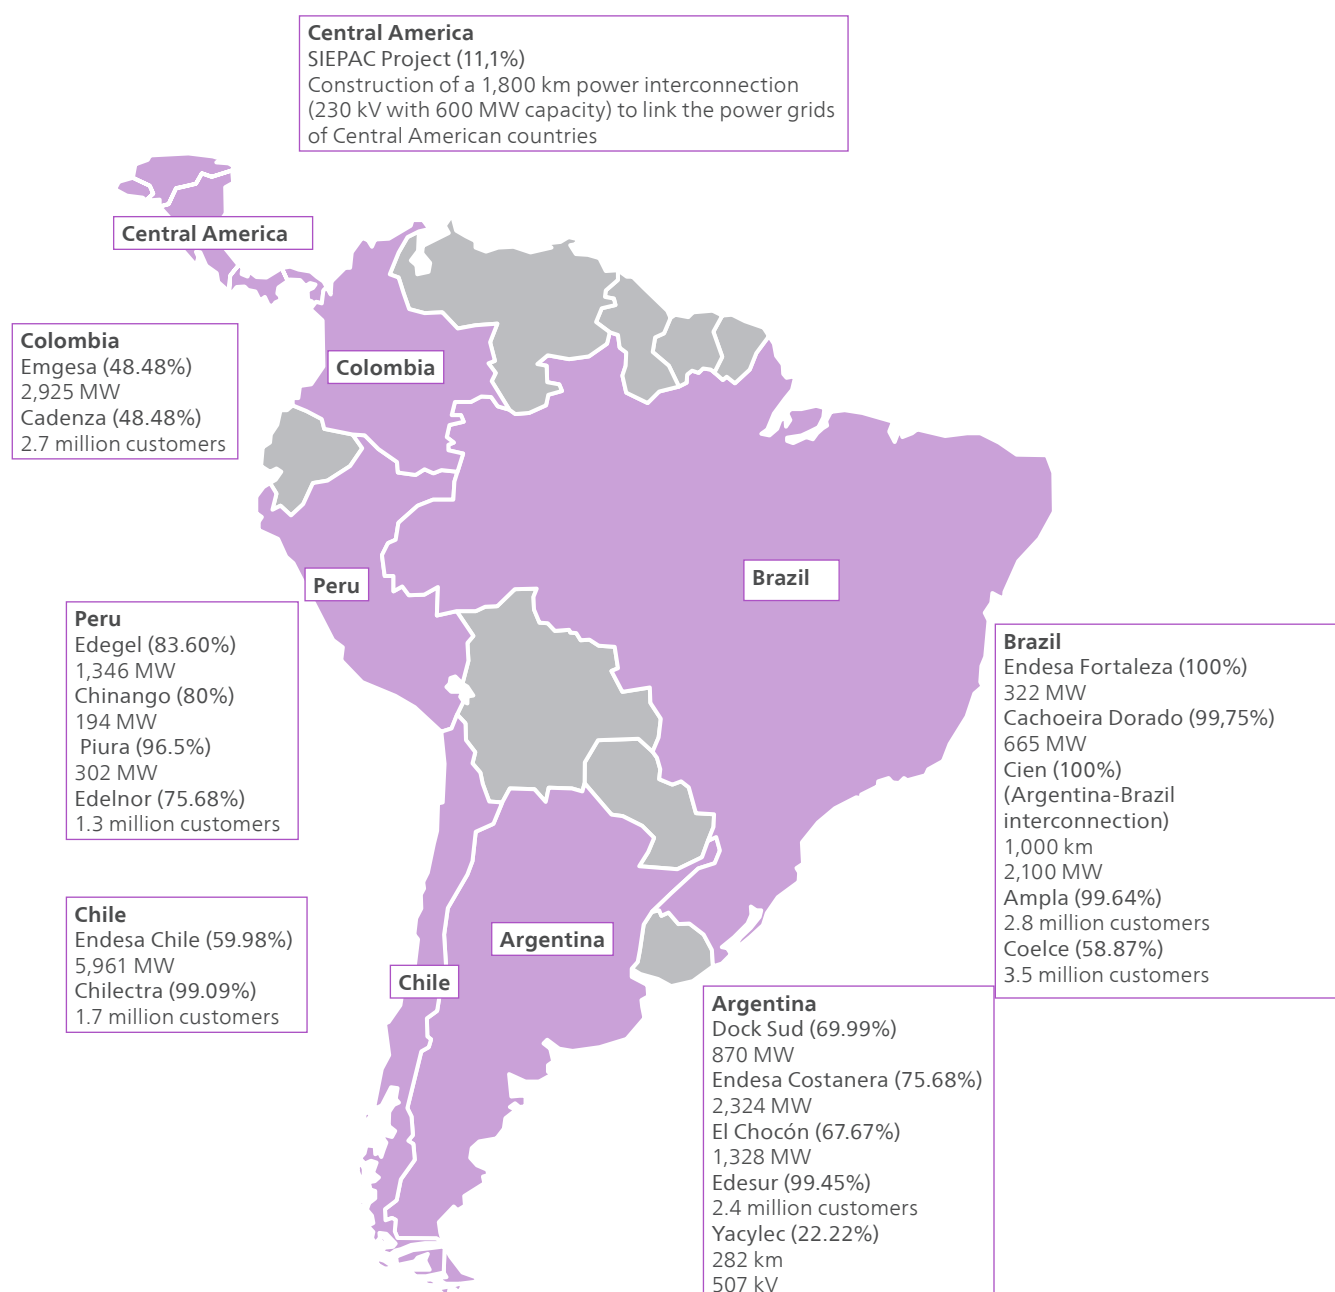 Central America
SIEPAC Project (11,1%)
Construction of a 1,800 km power interconnection
(230 kV with 600 MW capacity) to link the power grids
of Central American countries
Central America
Colombia
Emgesa (48.48%)
2,925 MW
Cadenza (48.48%)
2.7 million customers
Colombia
Brazil
Peru
Peru
Edegel (83.60%)
1,346 MW
Chinango (80%)
194 MW
Piura (96.5%)
302 MW
Edelnor (75.68%)
1.3 million customers
Brazil
Endesa Fortaleza (100%)
322 MW
Cachoeira Dorado (99,75%)
665 MW
Cien (100%)
(Argentina-Brazil
interconnection)
1,000 km
2,100 MW
Ampla (99.64%)
2.8 million customers
Coelce (58.87%)
3.5 million customers
Chile
Endesa Chile (59.98%)
5,961 MW
Chilectra (99.09%)
1.7 million customers
Argentina
Chile
Argentina
Dock Sud (69.99%)
870 MW
Endesa Costanera (75.68%)
2,324 MW
El Chocón (67.67%)
1,328 MW
Edesur (99.45%)
2.4 million customers
Yacylec (22.22%)
282 km
507 kV